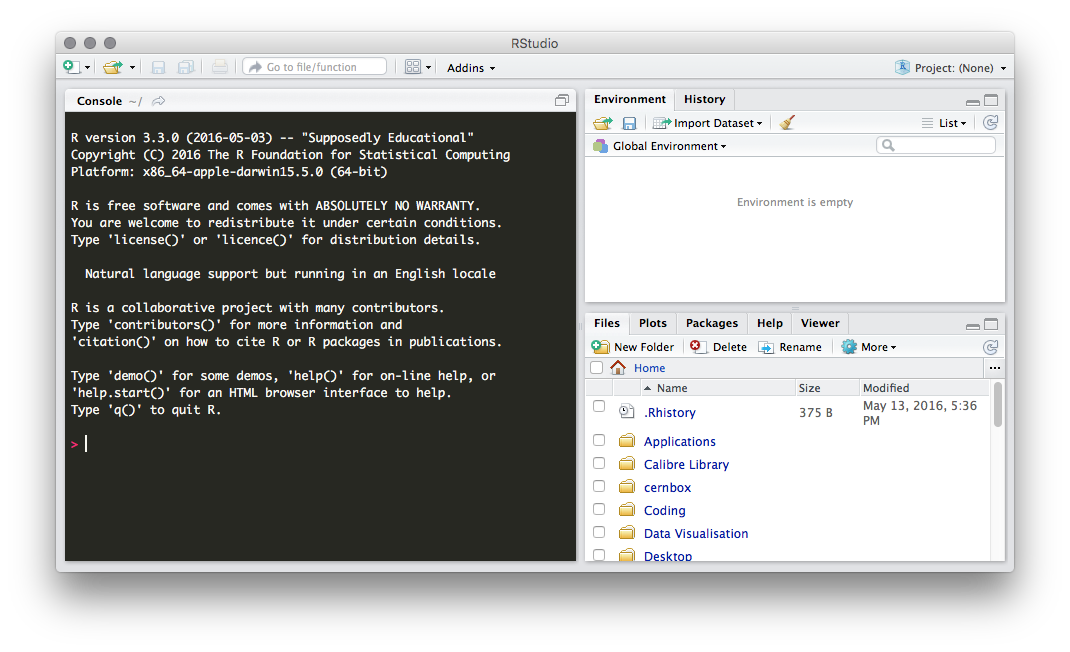 RStudio
Go to file/function
Addins
Project: (None)
Console ~/
R version 3.3.0 (2016-05-03) -- "Supposedly Educational"
Copyright (C) 2016 The R Foundation for Statistical Computing
Platform: x86_64-apple-darwin15.5.0 (64-bit)
R is free software and comes with ABSOLUTELY NO WARRANTY.
You are welcome to redistribute it under certain conditions.
Type 'license()' or 'licence()' for distribution details.
Natural language support but running in an English locale
R is a collaborative project with many contributors.
Type 'contributors()' for more information and
'citation()' on how to cite R or R packages in publications.
Type 'demo()' for some demos, 'help()' for on-line help, or
'help.start()' for an HTML browser interface to help.
Type 'q()' to quit R.
>
Environment History
Import Dataset List
Global Environment
Environment is empty
Files Plots Packages Help Viewer
New Folder Delete Rename More
Home ...
Name Size Modified
.Rhistory 375 B May 13, 2016, 5:36
PM
Applications
Calibre Library
cernbox
Coding
Data Visualisation
Desktop